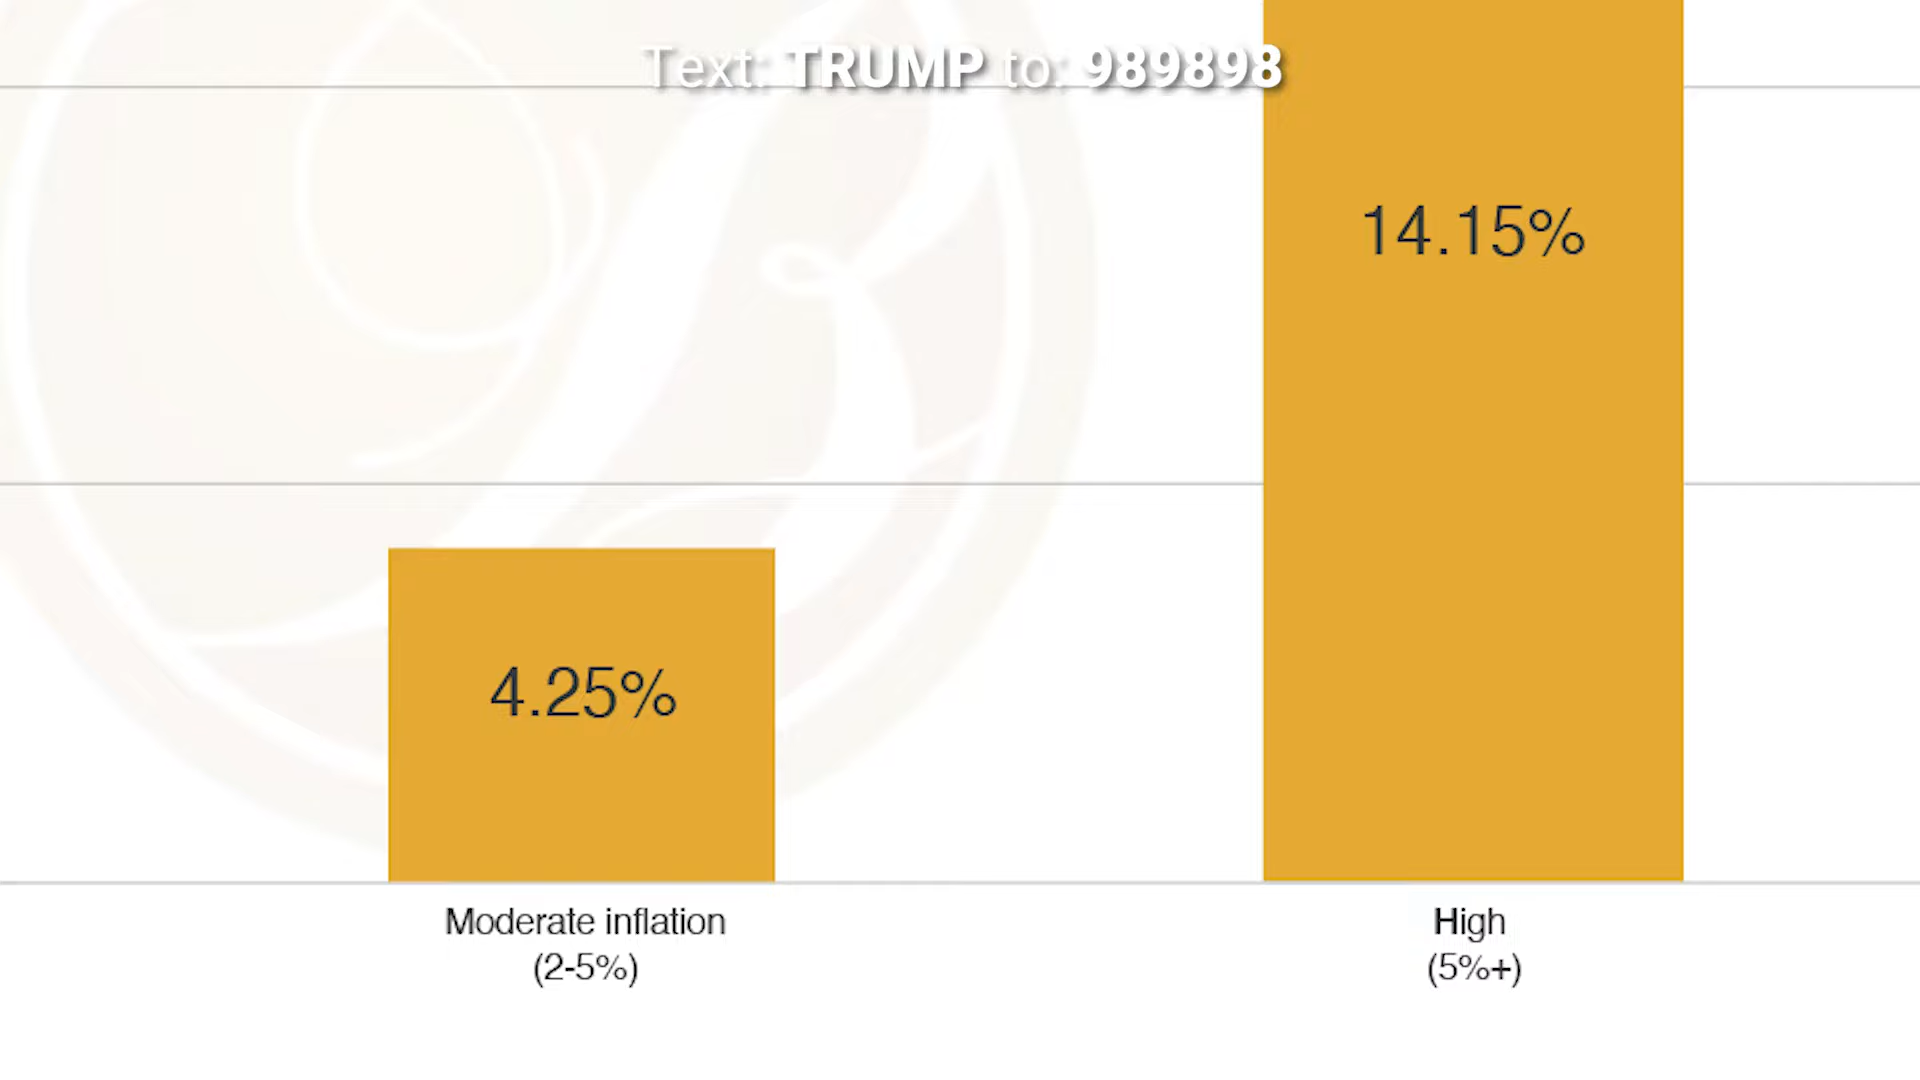 Text: TRUMP to: 989898
14.15%
4.25%
Moderate inflation
(2-5%)
High
(5%+)